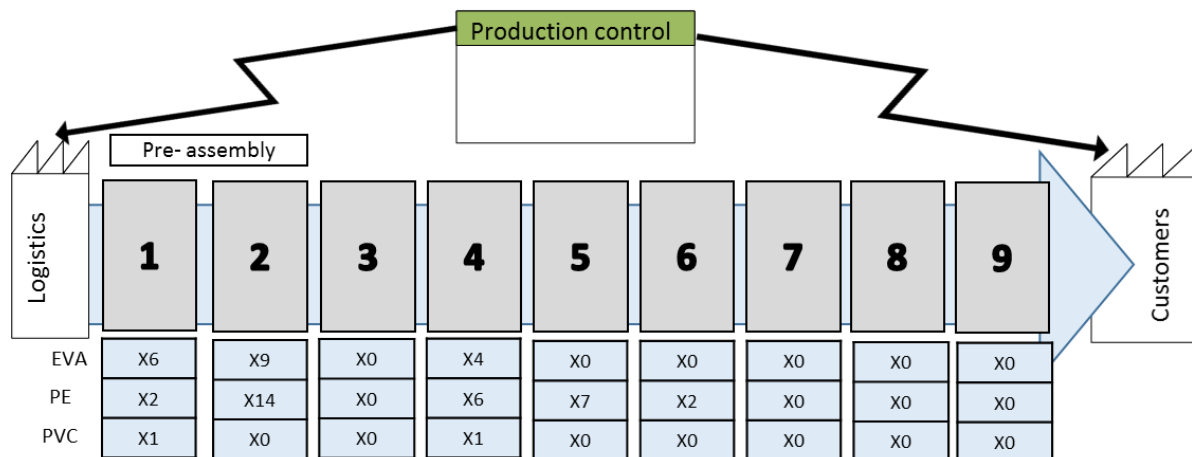 Production control
Pre- assembly
Logistics
1 2 3 4 5 6 7 8 9
Customers
EVA X6 X9 X0 X4 X0 X0 X0 X0 X0
PE X2 X14 X0 X6 X7 X2 X0 X0 X0
PVC X1 X0 X0 X1 X0 X0 X0 X0 X0